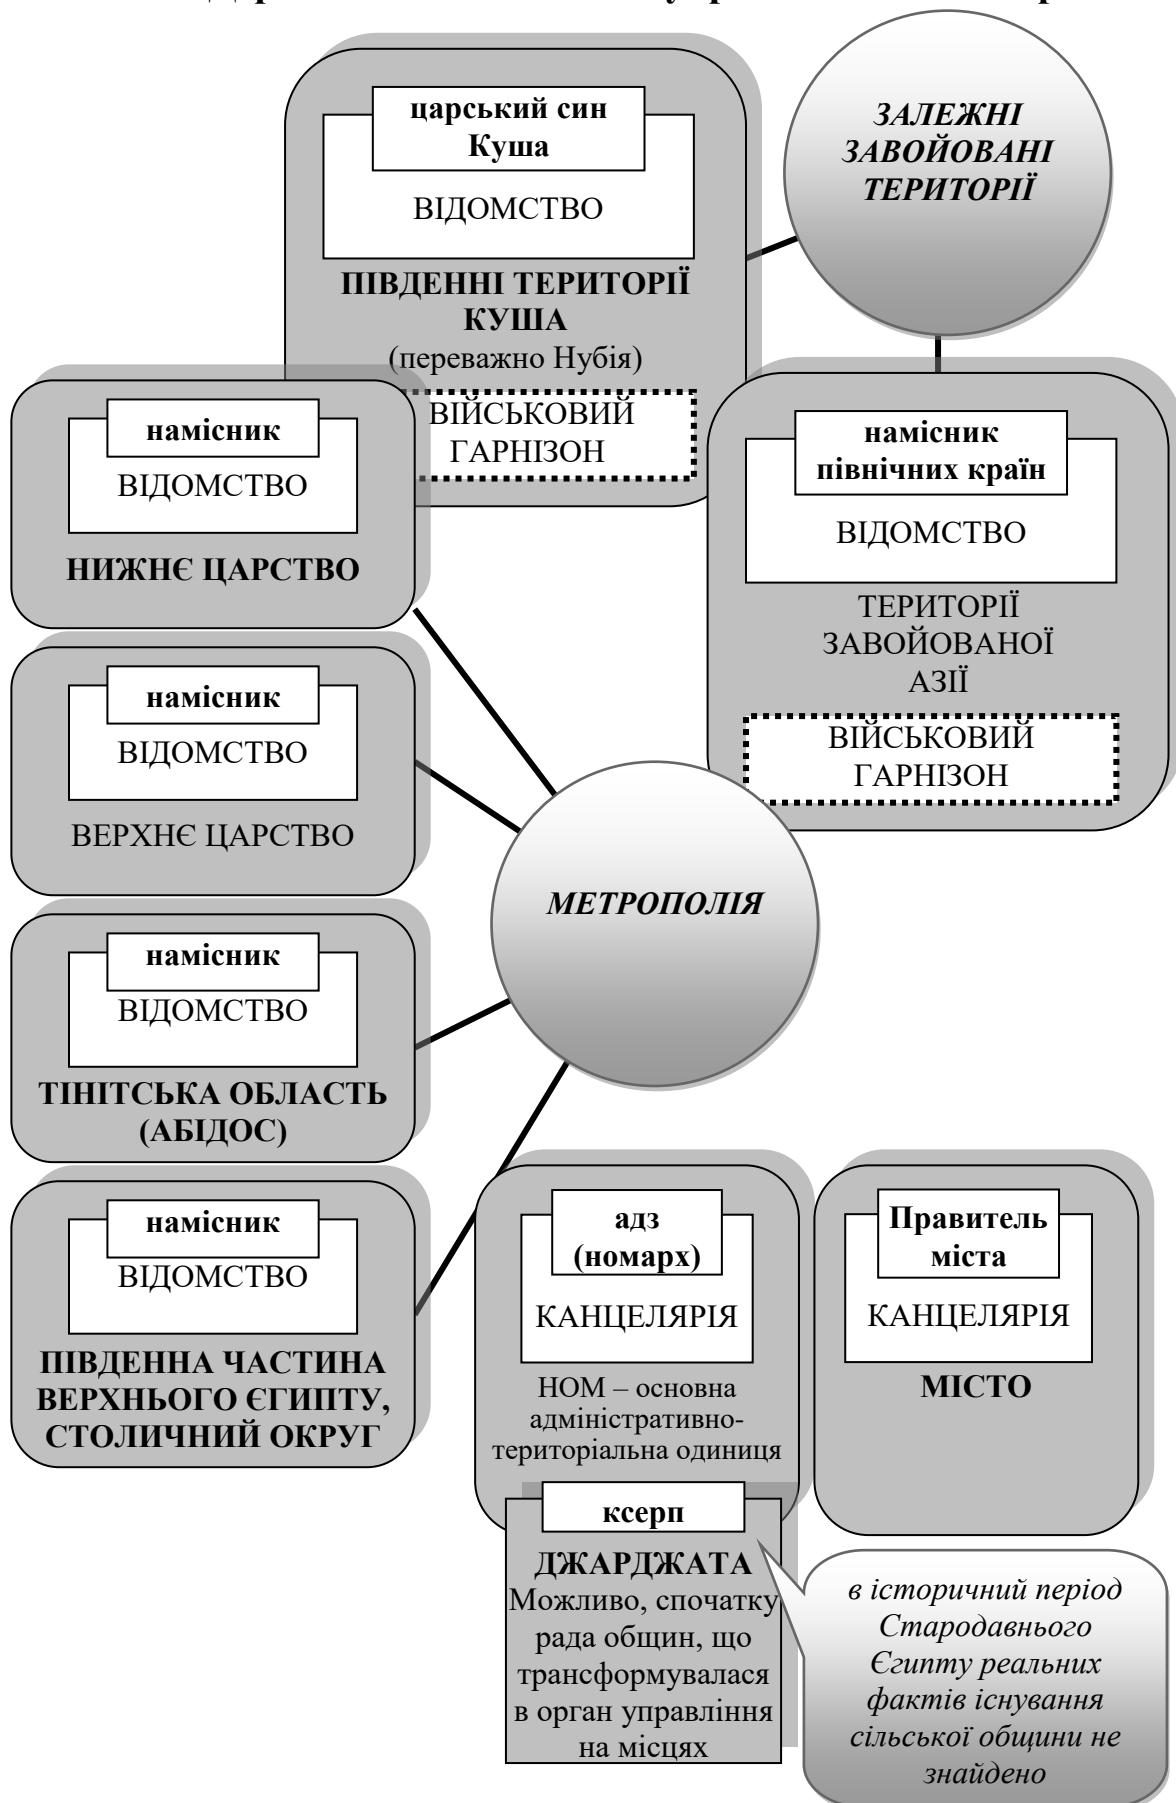 царський син
Куша
ВІДОМСТВО
ПІВДЕННІ ТЕРИТОРІЇ
КУША
(переважно Нубія)
ВІЙСЬКОВИЙ
ГАРНІЗОН
ЗАЛЕЖНІ
ЗАВОЙОВАНІ
ТЕРИТОРІЇ
намісник
ВІДОМСТВО
НИЖНЄ ЦАРСТВО
намісник
північних країн
ВІДОМСТВО
ТЕРИТОРІЇ
ЗАВОЙОВАНОЇ
АЗІЇ
ВІЙСЬКОВИЙ
ГАРНІЗОН
намісник
ВІДОМСТВО
ВЕРХНЄ ЦАРСТВО
МЕТРОПОЛІЯ
намісник
ВІДОМСТВО
ТІНІТСЬКА ОБЛАСТЬ
(АБІДОС)
намісник
ВІДОМСТВО
ПІВДЕННА ЧАСТИНА
ВЕРХНЬОГО ЄГИПТУ,
СТОЛИЧНИЙ ОКРУГ
адз
(номарх)
КАНЦЕЛЯРІЯ
НОМ – основна
адміністративно-
територіальна одиниця
Правитель
міста
КАНЦЕЛЯРІЯ
МІСТО
ксерп
ДЖАРДЖАТА
Можливо, спочатку
рада общин, що
трансформувалася
в орган управління
на місцях
в історичний період
Стародавнього
Єгипту реальних
фактів існування
сільської общини не
знайдено